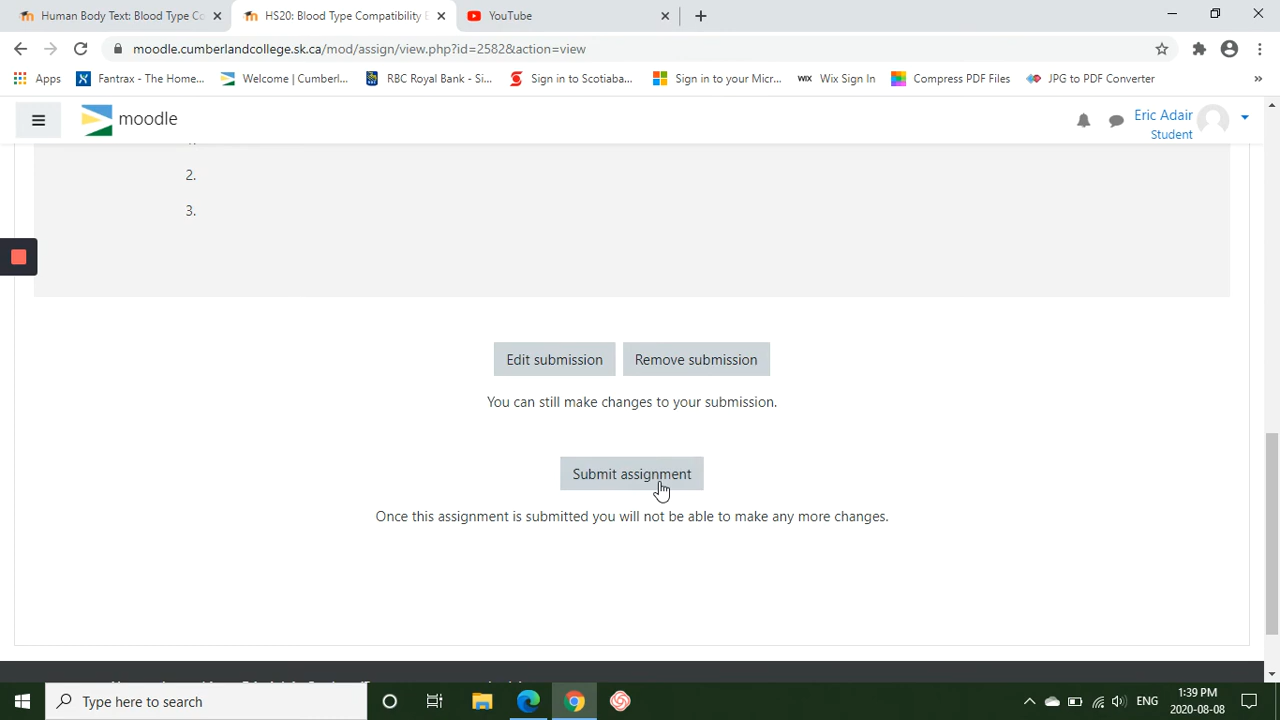 Human Body Text: Blood Type Co
HS20: Blood Type Compatibility E
YouTube
moodle.cumberlandcollege.sk.ca/mod/assign/view.php?id=2582&action=view
Apps
Fantrax - The Home...
Welcome | Cumberl...
RBC Royal Bank - Si...
Sign in to Scotiaba...
Sign in to your Micr...
WIX Wix Sign In
Compress PDF Files
JPG to PDF Converter
»
moodle
Eric Adair
Student
2.
3.
Edit submission
Remove submission
You can still make changes to your submission.
Submit assignment
Once this assignment is submitted you will not be able to make any more changes.
Type here to search
ENG
1:39 PM
2020-08-08